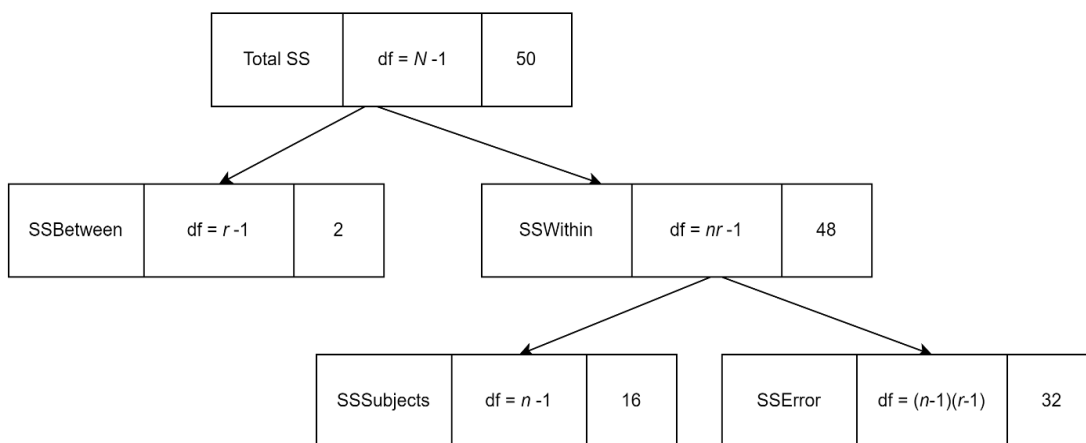 Total SS df = N -1 50
SSBetween df = r -1 2
SSWithin df = nr -1 48
SSSubjects df = n -1 16
SSError df = (n-1)(r-1) 32